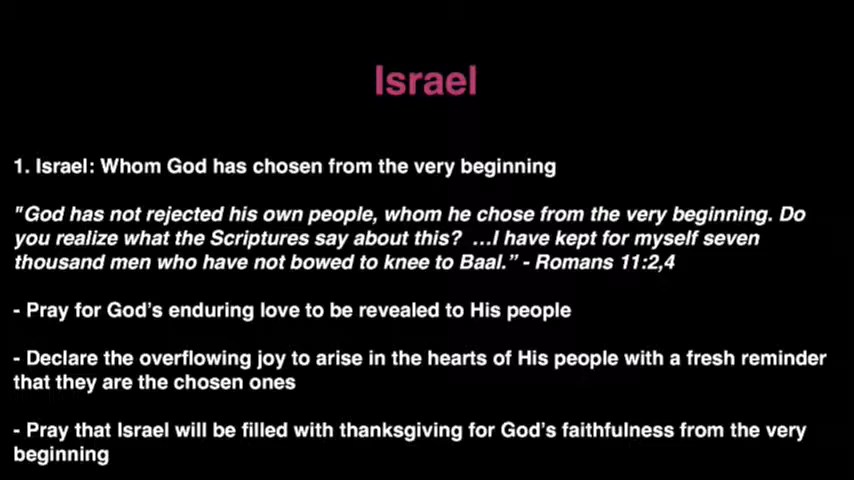 Israel
1. Israel: Whom God has chosen from the very beginning
"God has not rejected his own people, whom he chose from the very beginning. Do
you realize what the Scriptures say about this?  …I have kept for myself seven
thousand men who have not bowed to knee to Baal.” - Romans 11:2,4
- Pray for God’s enduring love to be revealed to His people
- Declare the overflowing joy to arise in the hearts of His people with a fresh reminder
that they are the chosen ones
- Pray that Israel will be filled with thanksgiving for God’s faithfulness from the very
beginning